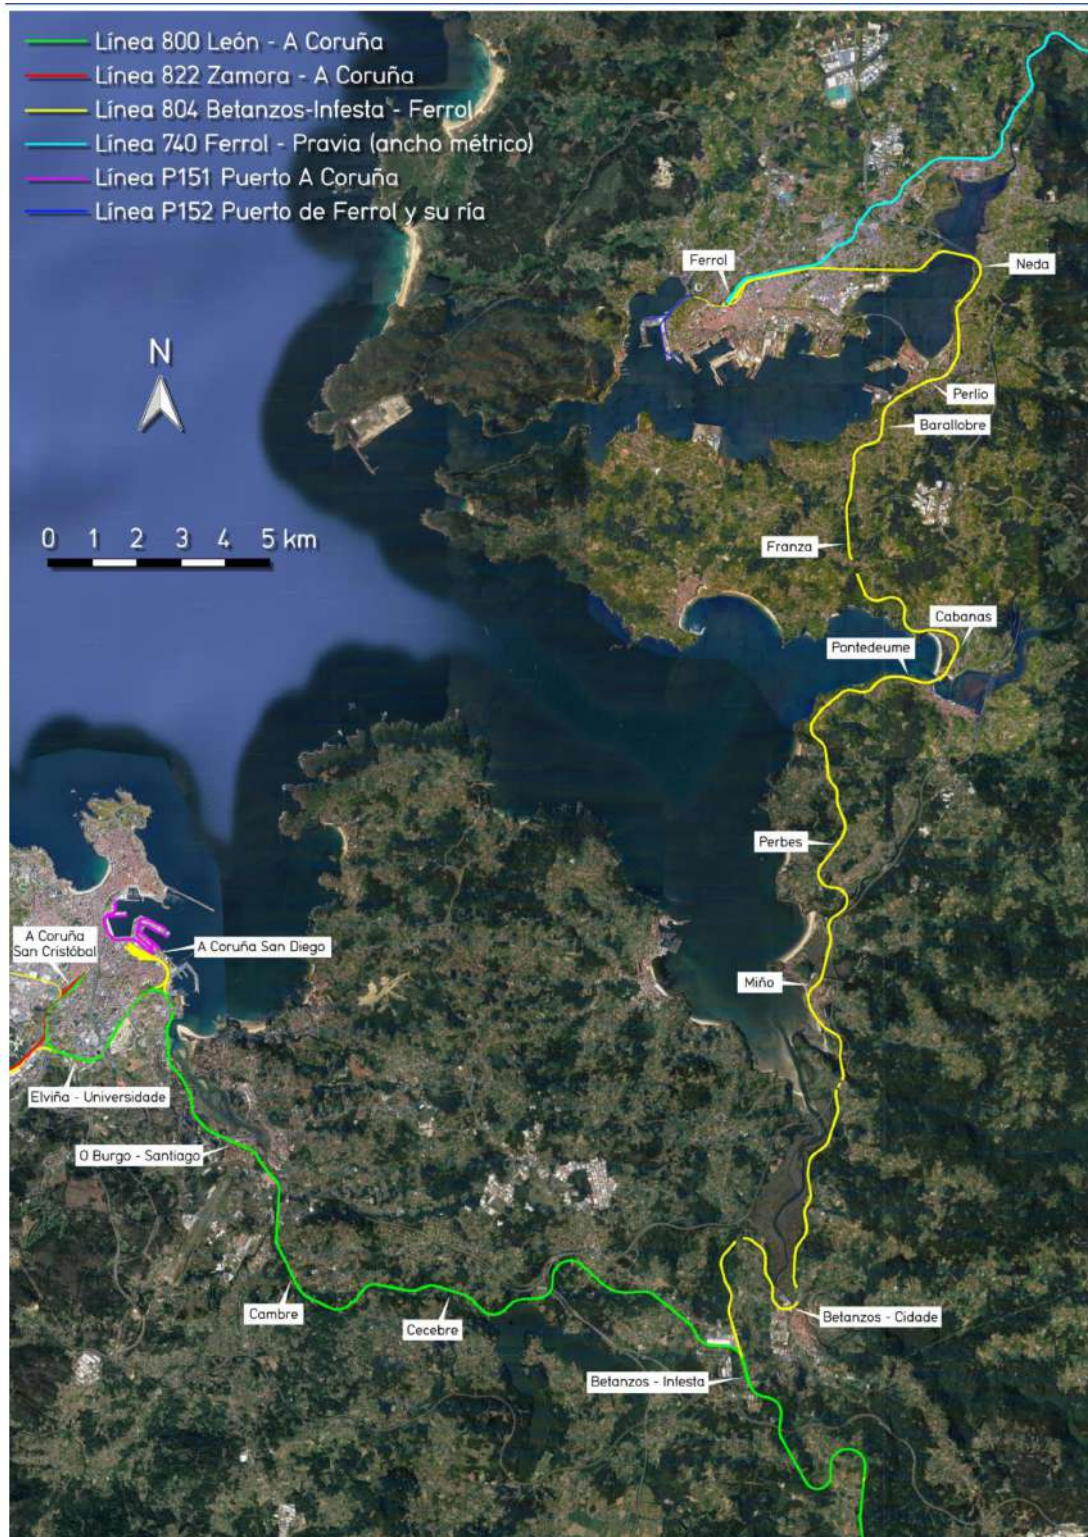 Línea 800 León - A Coruña
Línea 822 Zamora - A Coruña
Línea 804 Betanzos-Infesta - Ferrol
Línea 740 Ferrol - Pravia (ancho métrico)
Línea P151 Puerto A Coruña
Línea P152 Puerto de Ferrol y su ría
Ferrol
Neda
N
Perlío
Barallobre
0 1 2 3 4 5 km
Franza
Cabanas
Pontedeume
Perbes
A Coruña
San Cristóbal
A Coruña San Diego
Miño
Elviña - Universidade
O Burgo - Santiago
Cambre
Cecebre
Betanzos - Cidade
Betanzos - Infesta